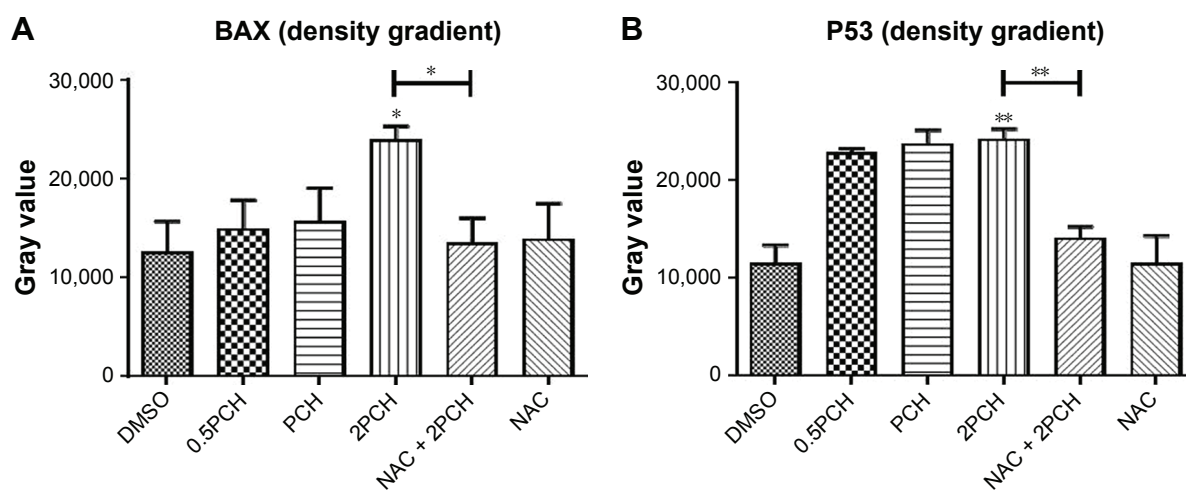 A BAX (density gradient)
Gray value
30,000
20,000
10,000
0
*
*
DMSO
0.5PCH
PCH
2PCH
NAC + 2PCH
NAC
B P53 (density gradient)
Gray value
30,000
20,000
10,000
0
**
**
DMSO
0.5PCH
PCH
2PCH
NAC + 2PCH
NAC